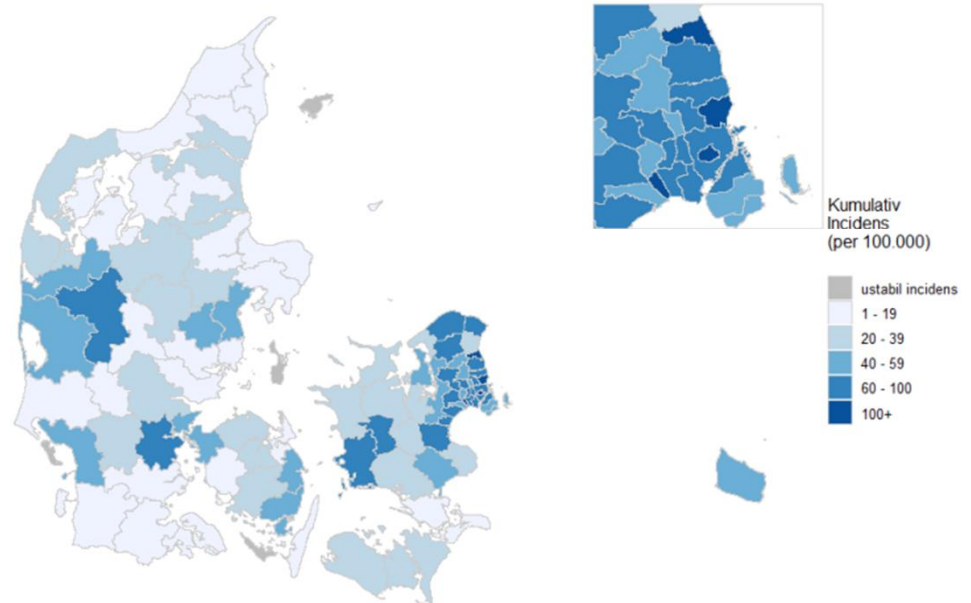 Kumulativ
Incidens
(per 100.000)
ustabil incidens
1 - 19
20 - 39
40 - 59
60 - 100
100+